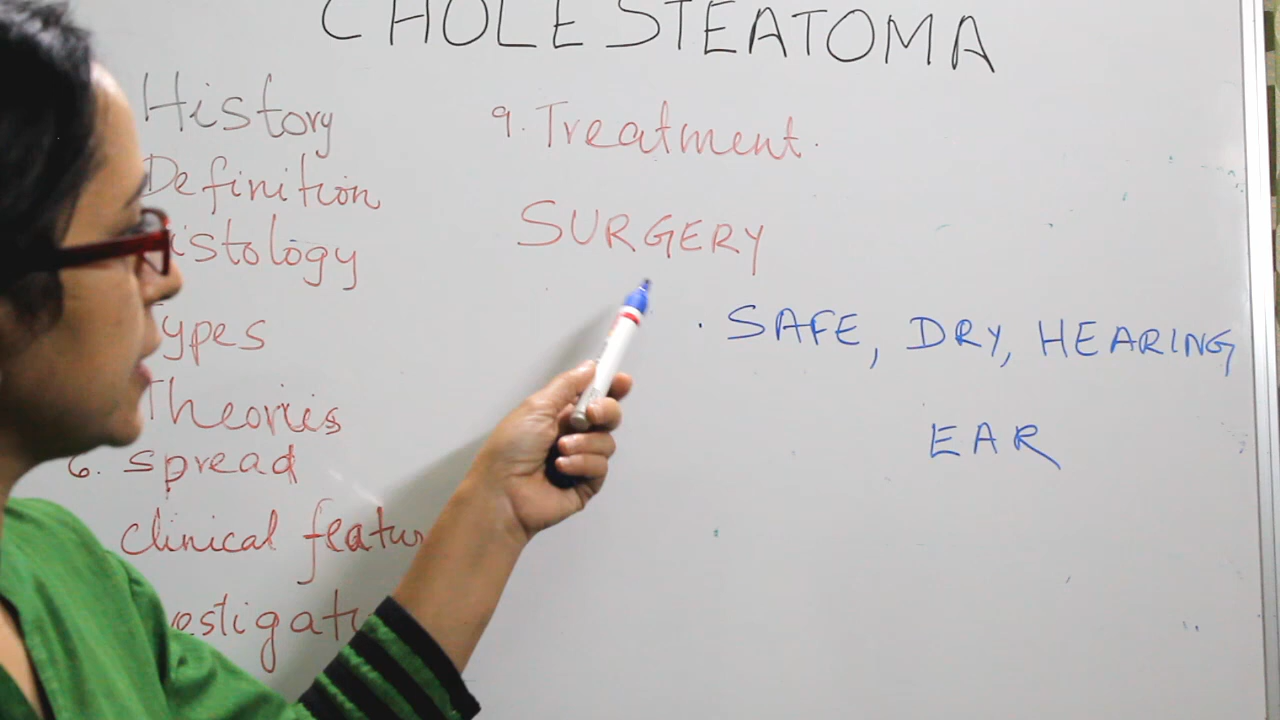 CHOLESTEATOMA
History
Definition
istology
ypes
Theories
6. Spread
clinical featur
estigat
9. Treatment.
SURGERY
· SAFE, DRY, HEARING
EAR